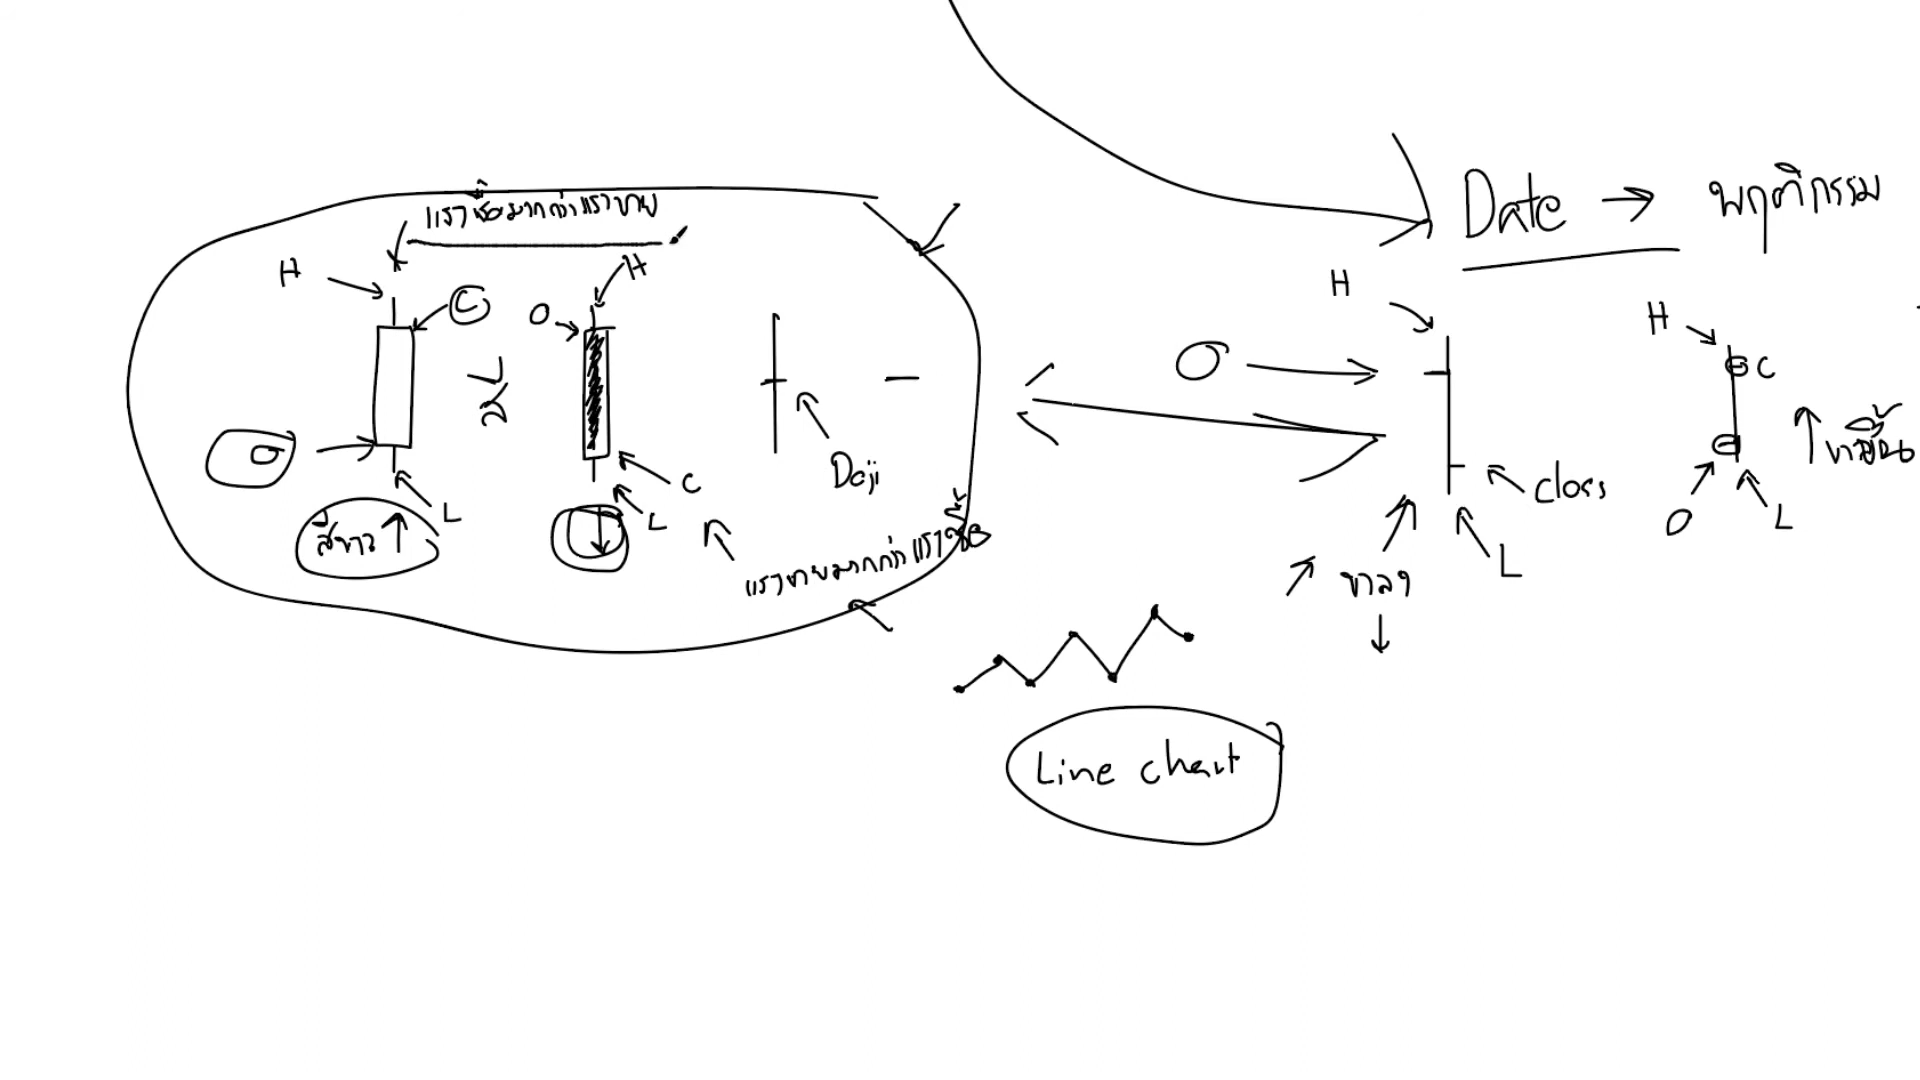 แรงซื้อมากกว่าแรงขาย
Date → พฤติกรรม
H
H
C
O
O
C
L
L
สีขาว ↑
Doji
แรงขายมากกว่าแรงซื้อ
H
O
Closs
L
ขาลง
↓
H
C
O
L
↑ ขาขึ้น
Line chart